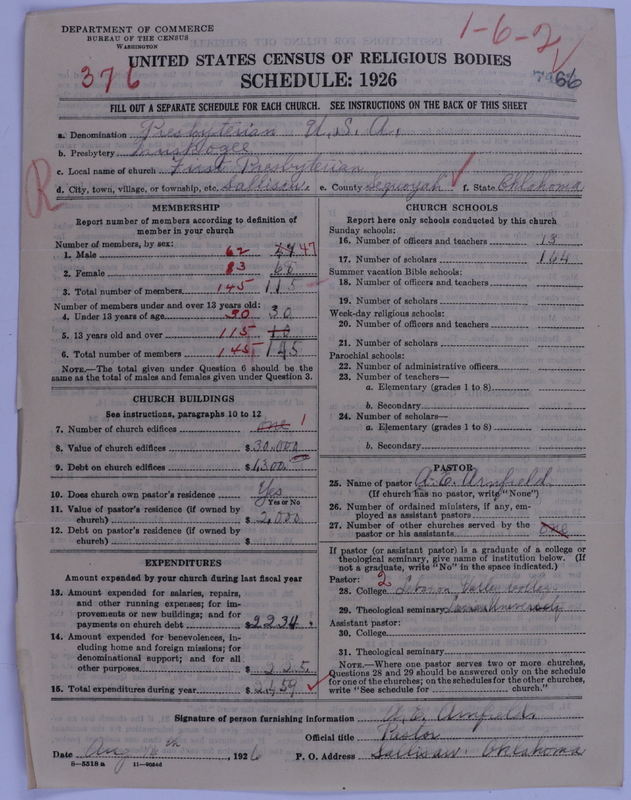 DEPARTMENT OF COMMERCE
BUREAU OF THE CENSUS
WASHINGTON
1-6-2
376
UNITED STATES CENSUS OF RELIGIOUS BODIES
SCHEDULE: 1926
FILL OUT A SEPARATE SCHEDULE FOR EACH CHURCH. SEE INSTRUCTIONS ON THE BACK OF THIS SHEET
a. Denomination Presbyterian U.S.A.
b. Presbytery Muskogee
c. Local name of church First Presbyterian
R
d. City, town, village, or township, etc. Sallisaw. e. County Sequoyah f. State Oklahoma
MEMBERSHIP
Report number of members according to definition of member in your church
Number of members, by sex:
1. Male 62 47
2. Female 83 68
3. Total number of members 145 115
Number of members under and over 13 years old:
4. Under 13 years of age 30 30
5. 13 years old and over 115
6. Total number of members 145 145
NOTE.—The total given under Question 6 should be the same as the total of males and females given under Question 3.
CHURCH BUILDINGS
See instructions, paragraphs 10 to 12
7. Number of church edifices one 1
8. Value of church edifices $30,000
9. Debt on church edifices $
10. Does church own pastor's residence Yes
Yes or No
11. Value of pastor's residence (if owned by church) $2,000
12. Debt on pastor's residence (if owned by church) $
EXPENDITURES
Amount expended by your church during last fiscal year
13. Amount expended for salaries, repairs, and other running expenses; for improvements or new buildings; and for payments on church debt $2234
14. Amount expended for benevolences, including home and foreign missions; for denominational support; and for all other purposes $225
15. Total expenditures during year $2459
CHURCH SCHOOLS
Report here only schools conducted by this church
Sunday schools:
16. Number of officers and teachers 13
17. Number of scholars 164
Summer vacation Bible schools:
18. Number of officers and teachers
19. Number of scholars
Week-day religious schools:
20. Number of officers and teachers
21. Number of scholars
Parochial schools:
22. Number of administrative officers
23. Number of teachers—
a. Elementary (grades 1 to 8)
b. Secondary
24. Number of scholars—
a. Elementary (grades 1 to 8)
b. Secondary
PASTOR
25. Name of pastor A. E. Arnfield
(If church has no pastor, write "None")
26. Number of ordained ministers, if any, employed as assistant pastors
27. Number of other churches served by the pastor or his assistants one
If pastor (or assistant pastor) is a graduate of a college or theological seminary, give name of institution below. (If not a graduate, write "No" in the space indicated.)
Pastor: 2
28. College Lebanon Valley College
29. Theological seminary
Assistant pastor:
30. College
31. Theological seminary
NOTE.—Where one pastor serves two or more churches, Questions 28 and 29 should be answered only on the schedule for one of the churches; on the schedules for the other churches, write "See schedule for church."
Signature of person furnishing information A. E. Arnfield
Official title Pastor
Date Aug th, 1926 P. O. Address Sallisaw, Oklahoma
8-5318 a 11-9034d